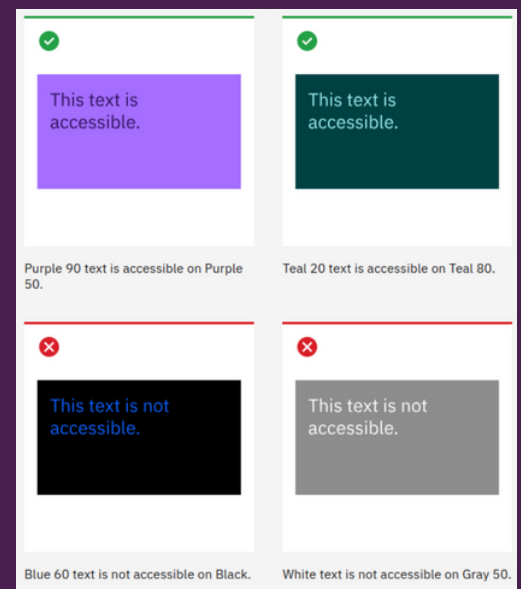 This text is
accessible.
This text is
accessible.
Purple 90 text is accessible on Purple
50.
Teal 20 text is accessible on Teal 80.
This text is not
accessible.
This text is not
accessible.
Blue 60 text is not accessible on Black.
White text is not accessible on Gray 50.